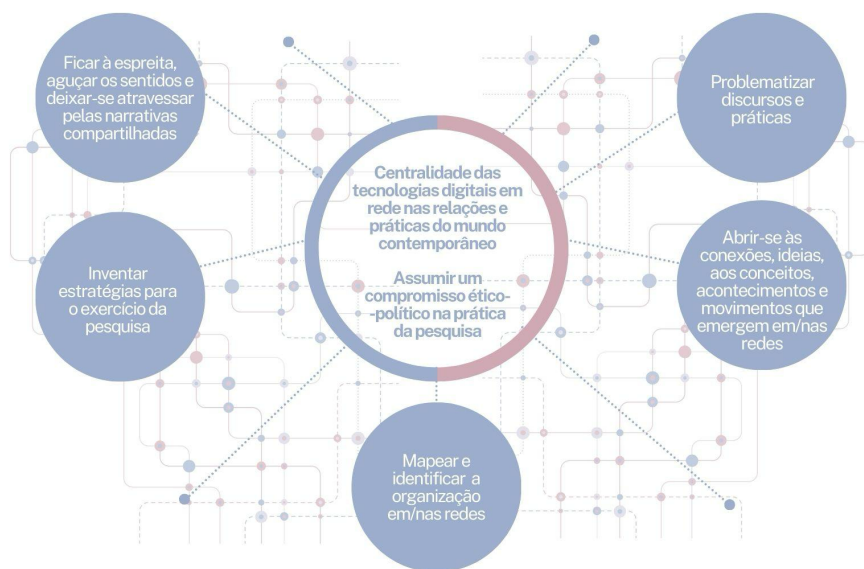 Ficar à espreita,
aguçar os sentidos e
deixar-se atravessar
pelas narrativas
compartilhadas
Problematizar
discursos e
práticas
Centralidade das
tecnologias digitais em
rede nas relações e
práticas do mundo
contemporâneo
Assumir um
compromisso ético-
-político na prática
da pesquisa
Inventar
estratégias para
o exercício da
pesquisa
Abrir-se às
conexões, ideias,
aos conceitos,
acontecimentos e
movimentos que
emergem em/nas
redes
Mapear e
identificar a
organização
em/nas redes